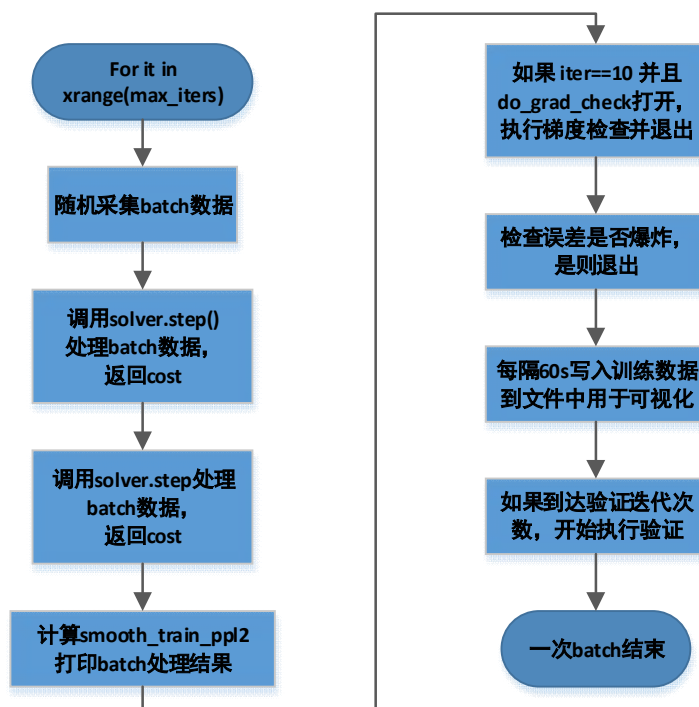 For it in
xrange(max_iters)
随机采集batch数据
调用solver.step()
处理batch数据，
返回cost
调用solver.step处理
batch数据，
返回cost
计算smooth_train_ppl2
打印batch处理结果
如果 iter==10 并且
do_grad_check打开，
执行梯度检查并退出
检查误差是否爆炸，
是则退出
每隔60s写入训练数据
到文件中用于可视化
如果到达验证迭代次
数，开始执行验证
一次batch结束